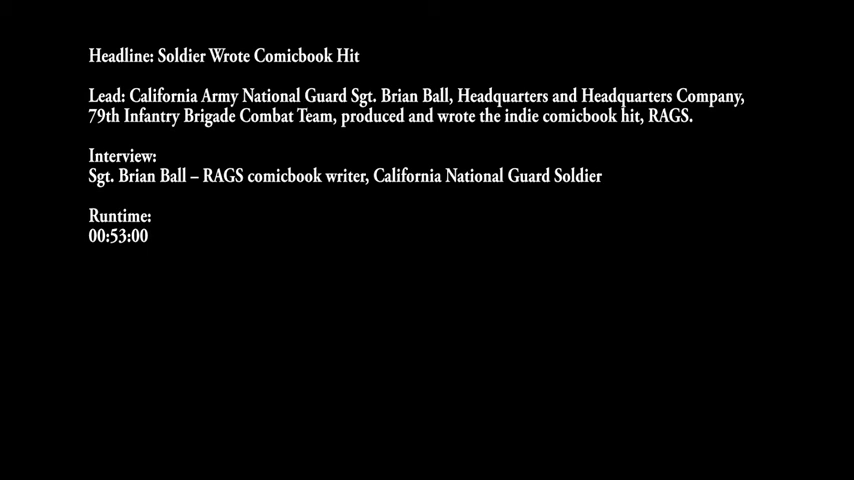 Headline: Soldier Wrote Comicbook Hit
Lead: California Army National Guard Sgt. Brian Ball, Headquarters and Headquarters Company,
79th Infantry Brigade Combat Team, produced and wrote the indie comicbook hit, RAGS.
Interview:
Sgt. Brian Ball – RAGS comicbook writer, California National Guard Soldier
Runtime:
00:53:00